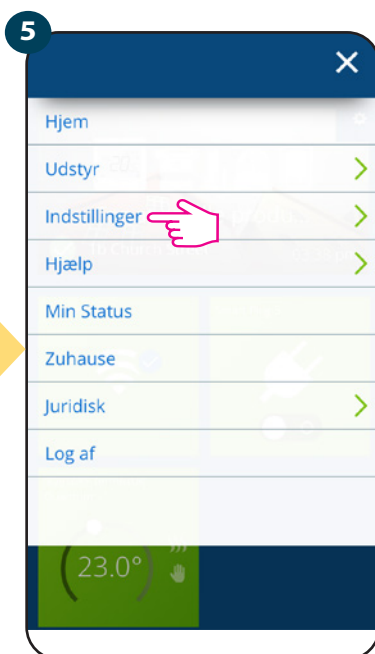 5
Hjem
Udstyr
Indstillinger
Hjælp
Min Status
Zuhause
Juridisk
Log af
23.0°